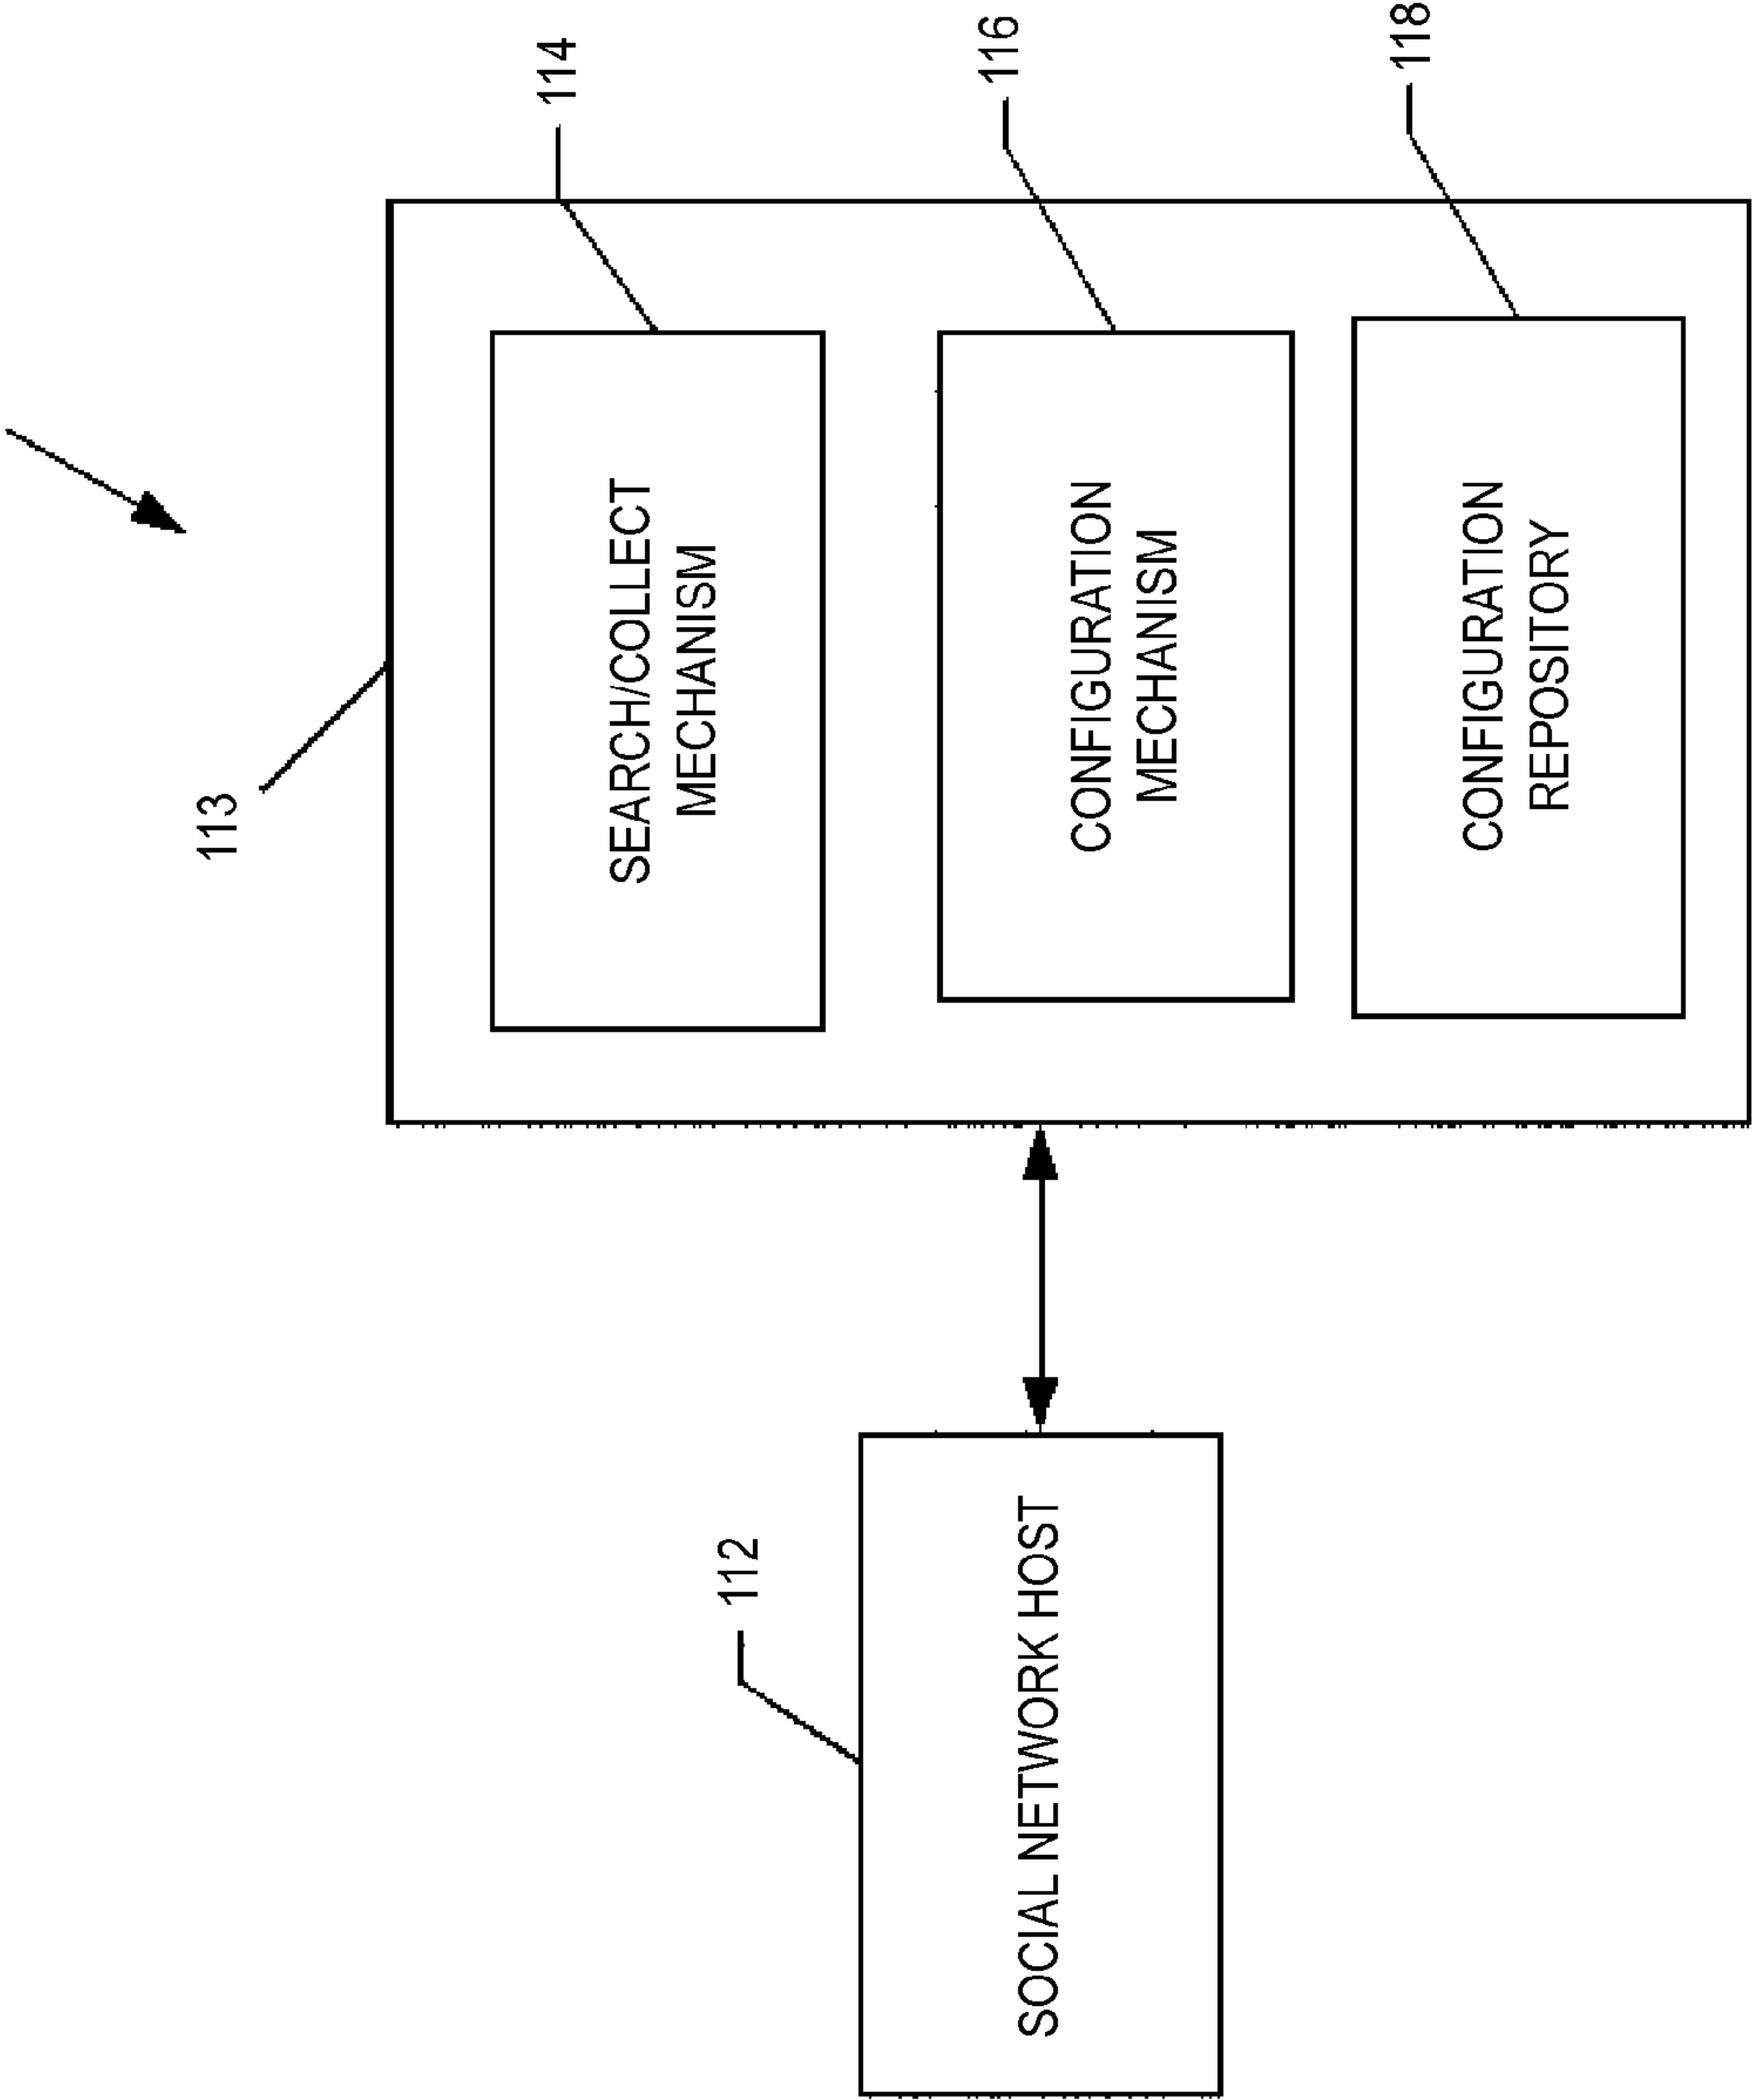 113
114
SEARCH/COLLECT
MECHANISM
116
CONFIGURATION
MECHANISM
118
CONFIGURATION
REPOSITORY
112
SOCIAL NETWORK HOST